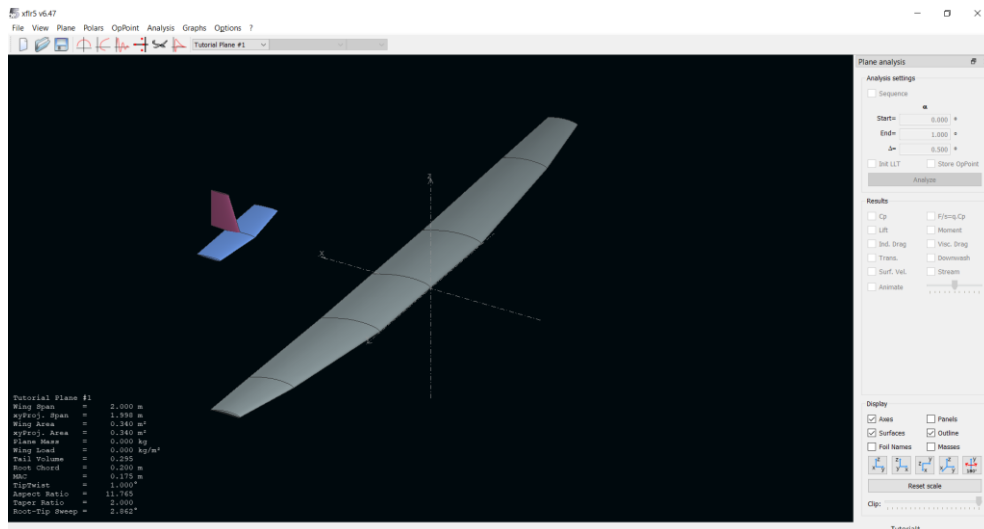 xflr5 v6.47
File View Plane Polars OpPoint Analysis Graphs Options ?
Tutorial Plane #1
Plane analysis
Analysis settings
Sequence
α
Start= 0.000 °
End= 1.000 °
Δ= 0.500 °
Init LLT Store OpPoint
Analyze
Results
Cp F/s=q.Cp
Lift Moment
Ind. Drag Visc. Drag
Trans. Downwash
Surf. Vel. Stream
Animate
Z
X
Tutorial Plane #1
Wing Span = 2.000 m
xyProj. Span = 1.998 m
Wing Area = 0.340 m²
xyProj. Area = 0.340 m²
Plane Mass = 0.000 kg
Wing Load = 0.000 kg/m²
Tail Volume = 0.295
Root Chord = 0.200 m
MAC = 0.175 m
TipTwist = 1.000°
Aspect Ratio = 11.765
Taper Ratio = 2.000
Root-Tip Sweep = 2.862°
Display
Axes Panels
Surfaces Outline
Foil Names Masses
Reset scale
Clip: